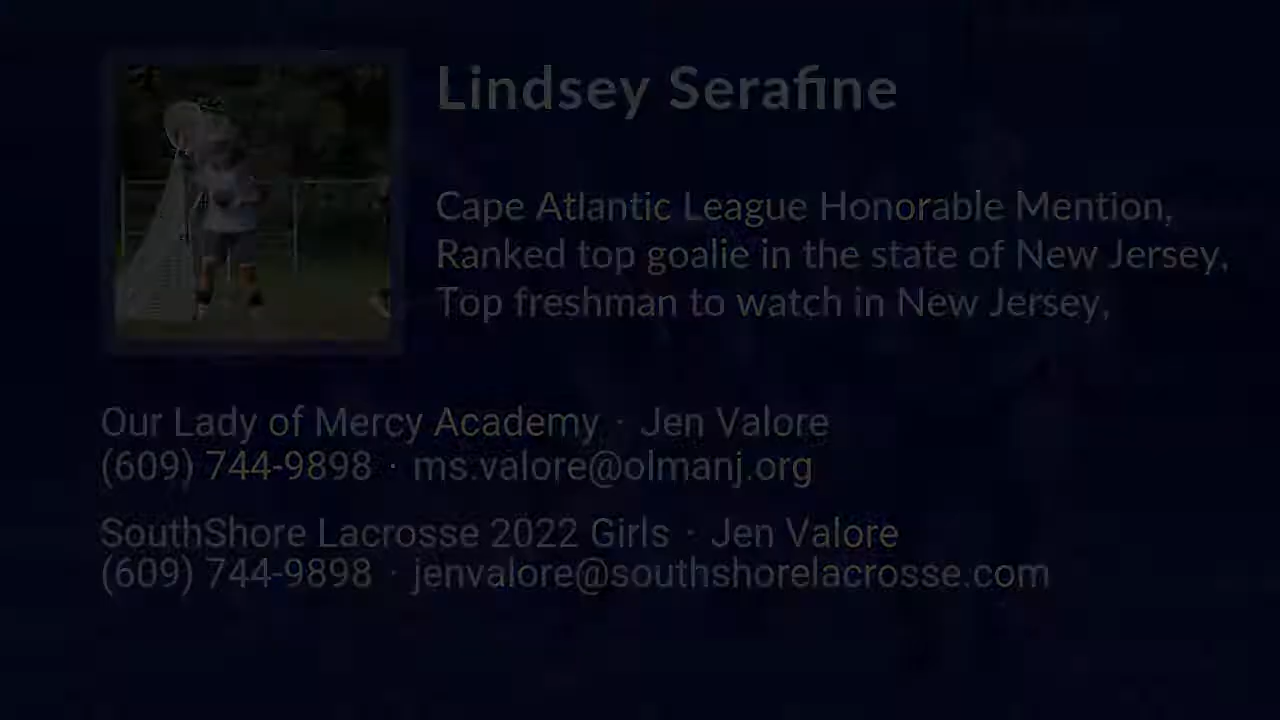 Lindsey Serafine
Cape Atlantic League Honorable Mention,
Ranked top goalie in the state of New Jersey,
Top freshman to watch in New Jersey,
Our Lady of Mercy Academy · Jen Valore
(609) 744-9898 · ms.valore@olmanj.org
SouthShore Lacrosse 2022 Girls · Jen Valore
(609) 744-9898 · jenvalore@southshorelacrosse.com